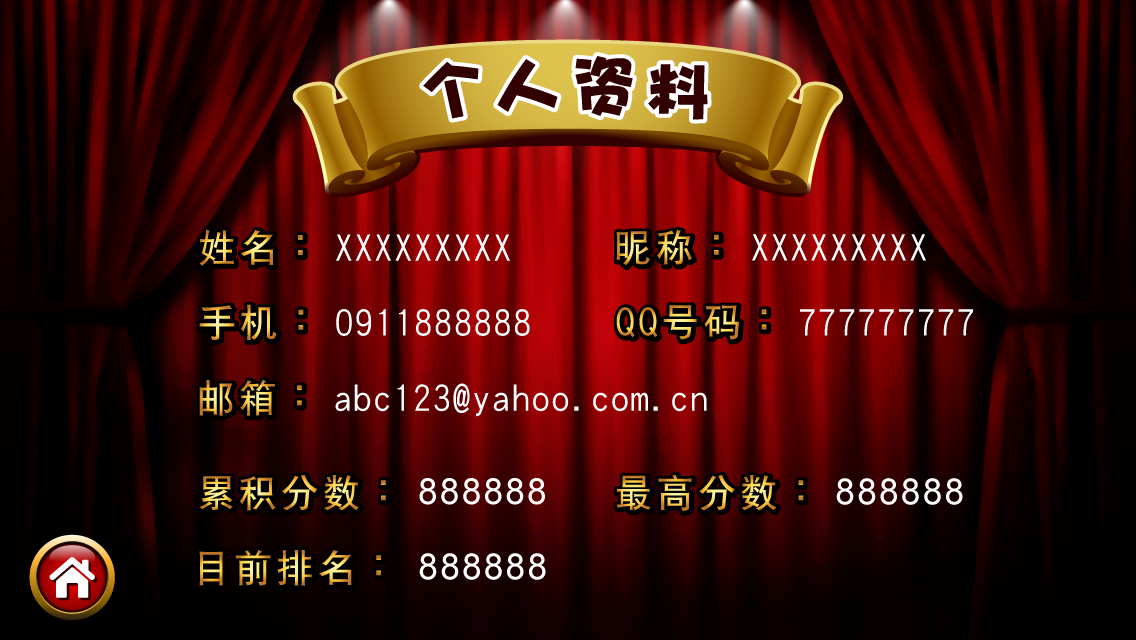 个人资料
姓名： XXXXXXXXX 昵称： XXXXXXXXX
手机： 0911888888 QQ号码： 777777777
邮箱： abc123@yahoo.com.cn
累积分数： 888888 最高分数： 888888
目前排名： 888888